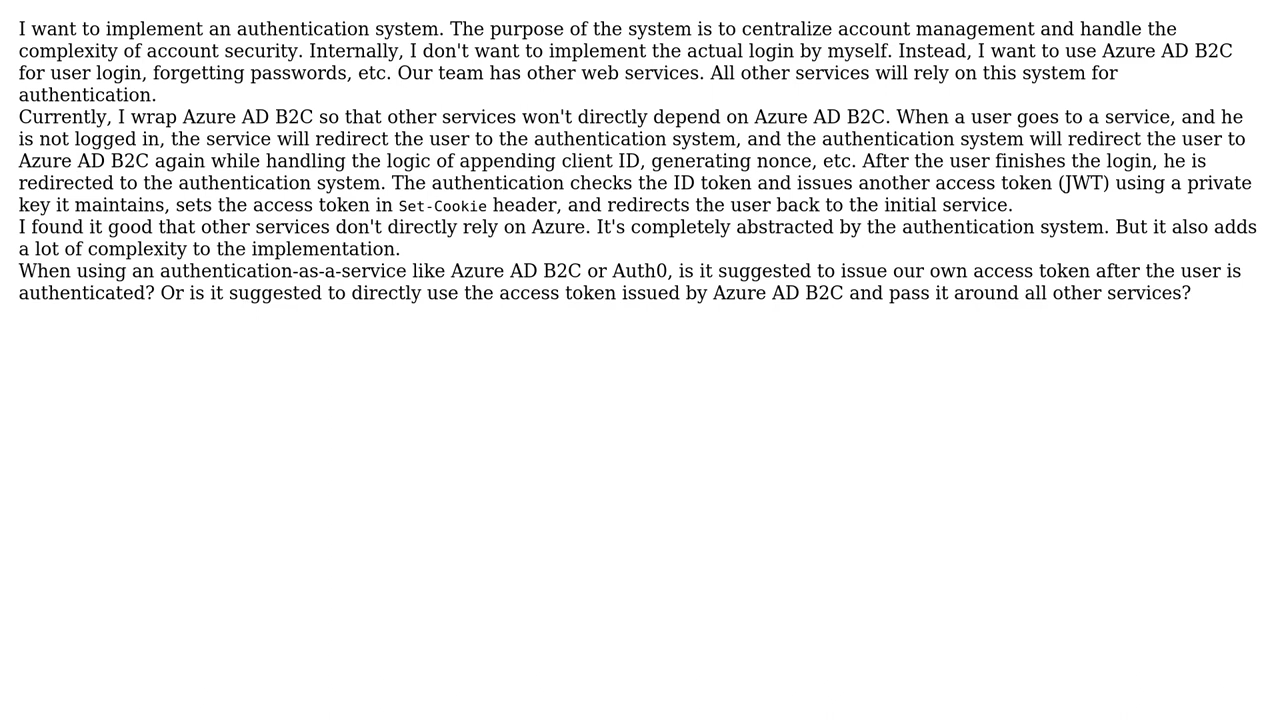 I want to implement an authentication system. The purpose of the system is to centralize account management and handle the
complexity of account security. Internally, I don't want to implement the actual login by myself. Instead, I want to use Azure AD B2C
for user login, forgetting passwords, etc. Our team has other web services. All other services will rely on this system for
authentication.
Currently, I wrap Azure AD B2C so that other services won't directly depend on Azure AD B2C. When a user goes to a service, and he
is not logged in, the service will redirect the user to the authentication system, and the authentication system will redirect the user to
Azure AD B2C again while handling the logic of appending client ID, generating nonce, etc. After the user finishes the login, he is
redirected to the authentication system. The authentication checks the ID token and issues another access token (JWT) using a private
key it maintains, sets the access token in Set-Cookie header, and redirects the user back to the initial service.
I found it good that other services don't directly rely on Azure. It's completely abstracted by the authentication system. But it also adds
a lot of complexity to the implementation.
When using an authentication-as-a-service like Azure AD B2C or Auth0, is it suggested to issue our own access token after the user is
authenticated? Or is it suggested to directly use the access token issued by Azure AD B2C and pass it around all other services?